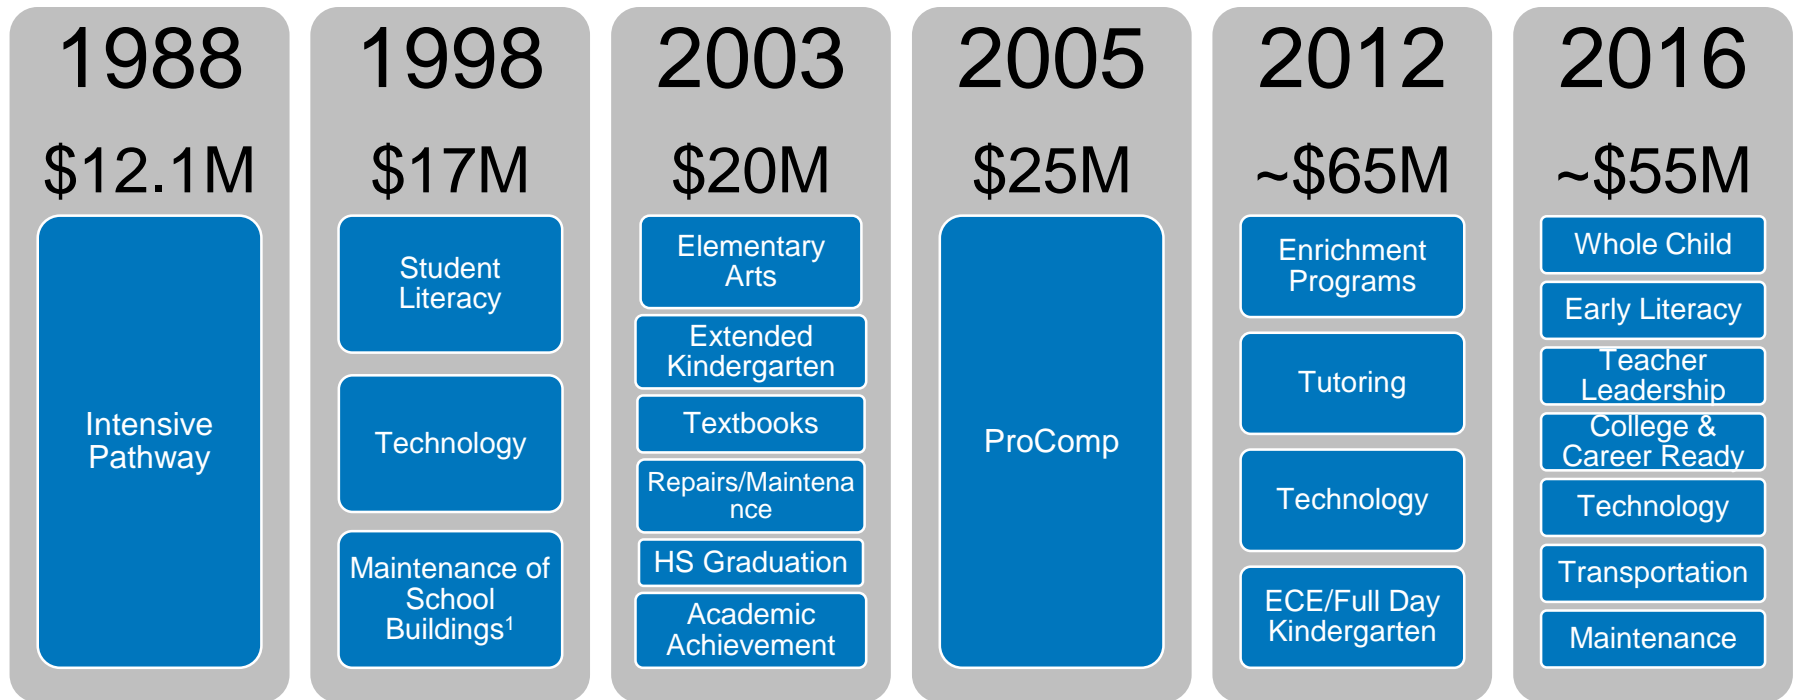 1988
$12.1M
Intensive
Pathway
1998
$17M
Student
Literacy
Technology
Maintenance of
School
Buildings¹
2003
$20M
Elementary
Arts
Extended
Kindergarten
Textbooks
Repairs/Maintena
nce
HS Graduation
Academic
Achievement
2005
$25M
ProComp
2012
~$65M
Enrichment
Programs
Tutoring
Technology
ECE/Full Day
Kindergarten
2016
~$55M
Whole Child
Early Literacy
Teacher
Leadership
College &
Career Ready
Technology
Transportation
Maintenance